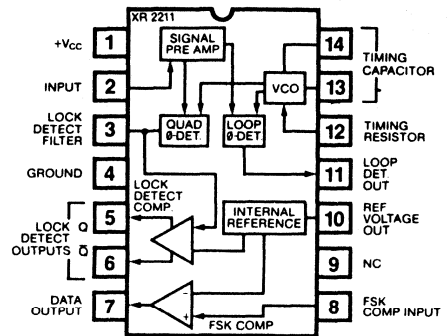 XR 2211
+Vcc
1
SIGNAL
PRE AMP
14
TIMING
CAPACITOR
INPUT
2
VCO
13
LOCK
DETECT
FILTER
3
QUAD
Ø-DET.
LOOP
Ø-DET.
12
TIMING
RESISTOR
GROUND
4
11
LOOP
DET.
OUT
LOCK
DETECT
COMP.
LOCK
DETECT
OUTPUTS
Q
5
Q̅
6
INTERNAL
REFERENCE
10
REF
VOLTAGE
OUT
9
NC
DATA
OUTPUT
7
−
+
FSK COMP
8
FSK
COMP INPUT